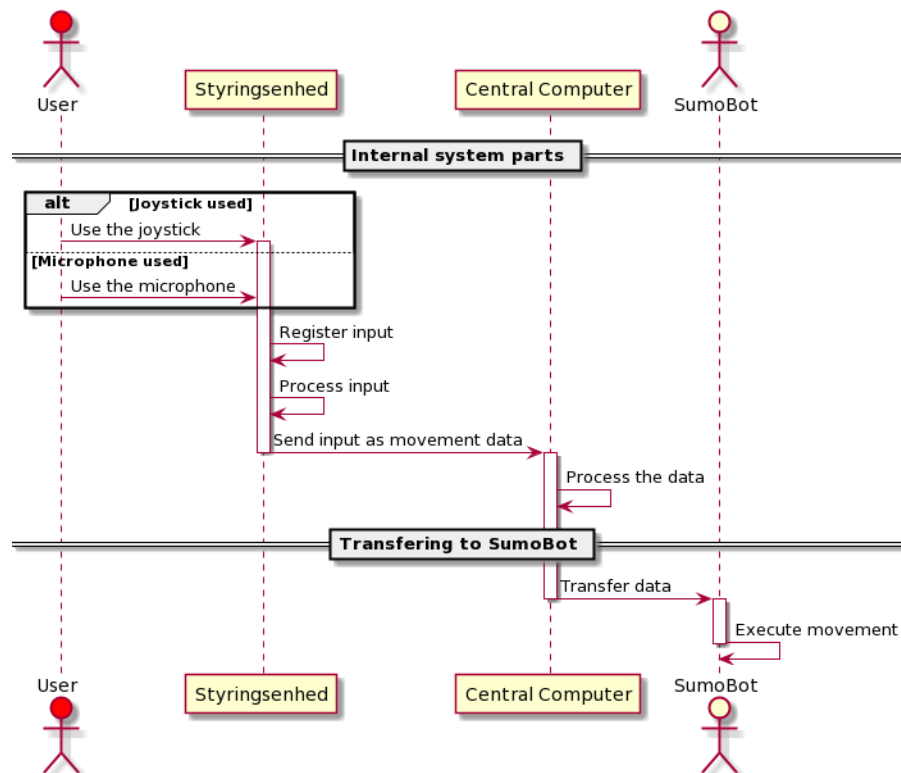 User
Styringsenhed
Central Computer
SumoBot
Internal system parts
alt [Joystick used]
Use the joystick
[Microphone used]
Use the microphone
Register input
Process input
Send input as movement data
Process the data
Transfering to SumoBot
Transfer data
Execute movement
User
Styringsenhed
Central Computer
SumoBot